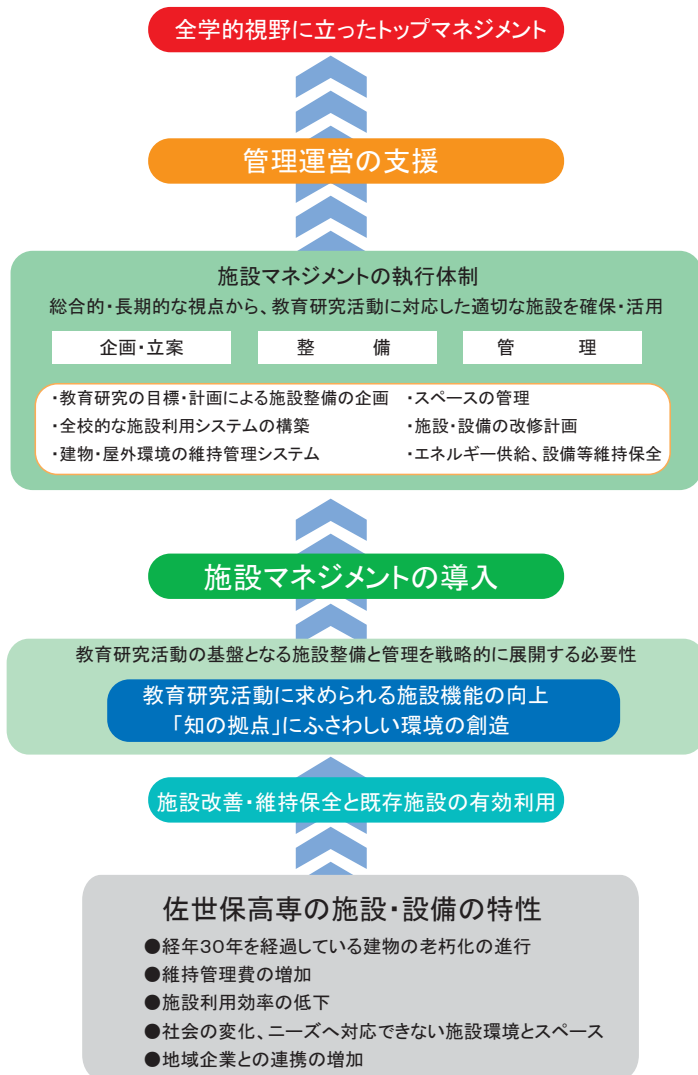 全学的視野に立ったトップマネジメント
管理運営の支援
施設マネジメントの執行体制
総合的・長期的な視点から、教育研究活動に対応した適切な施設を確保・活用
企画・立案
整　　備
管　　理
・教育研究の目標・計画による施設整備の企画
・スペースの管理
・全校的な施設利用システムの構築
・施設・設備の改修計画
・建物・屋外環境の維持管理システム
・エネルギー供給、設備等維持保全
施設マネジメントの導入
教育研究活動の基盤となる施設整備と管理を戦略的に展開する必要性
教育研究活動に求められる施設機能の向上
「知の拠点」にふさわしい環境の創造
施設改善・維持保全と既存施設の有効利用
佐世保高専の施設・設備の特性
●経年30年を経過している建物の老朽化の進行
●維持管理費の増加
●施設利用効率の低下
●社会の変化、ニーズへ対応できない施設環境とスペース
●地域企業との連携の増加